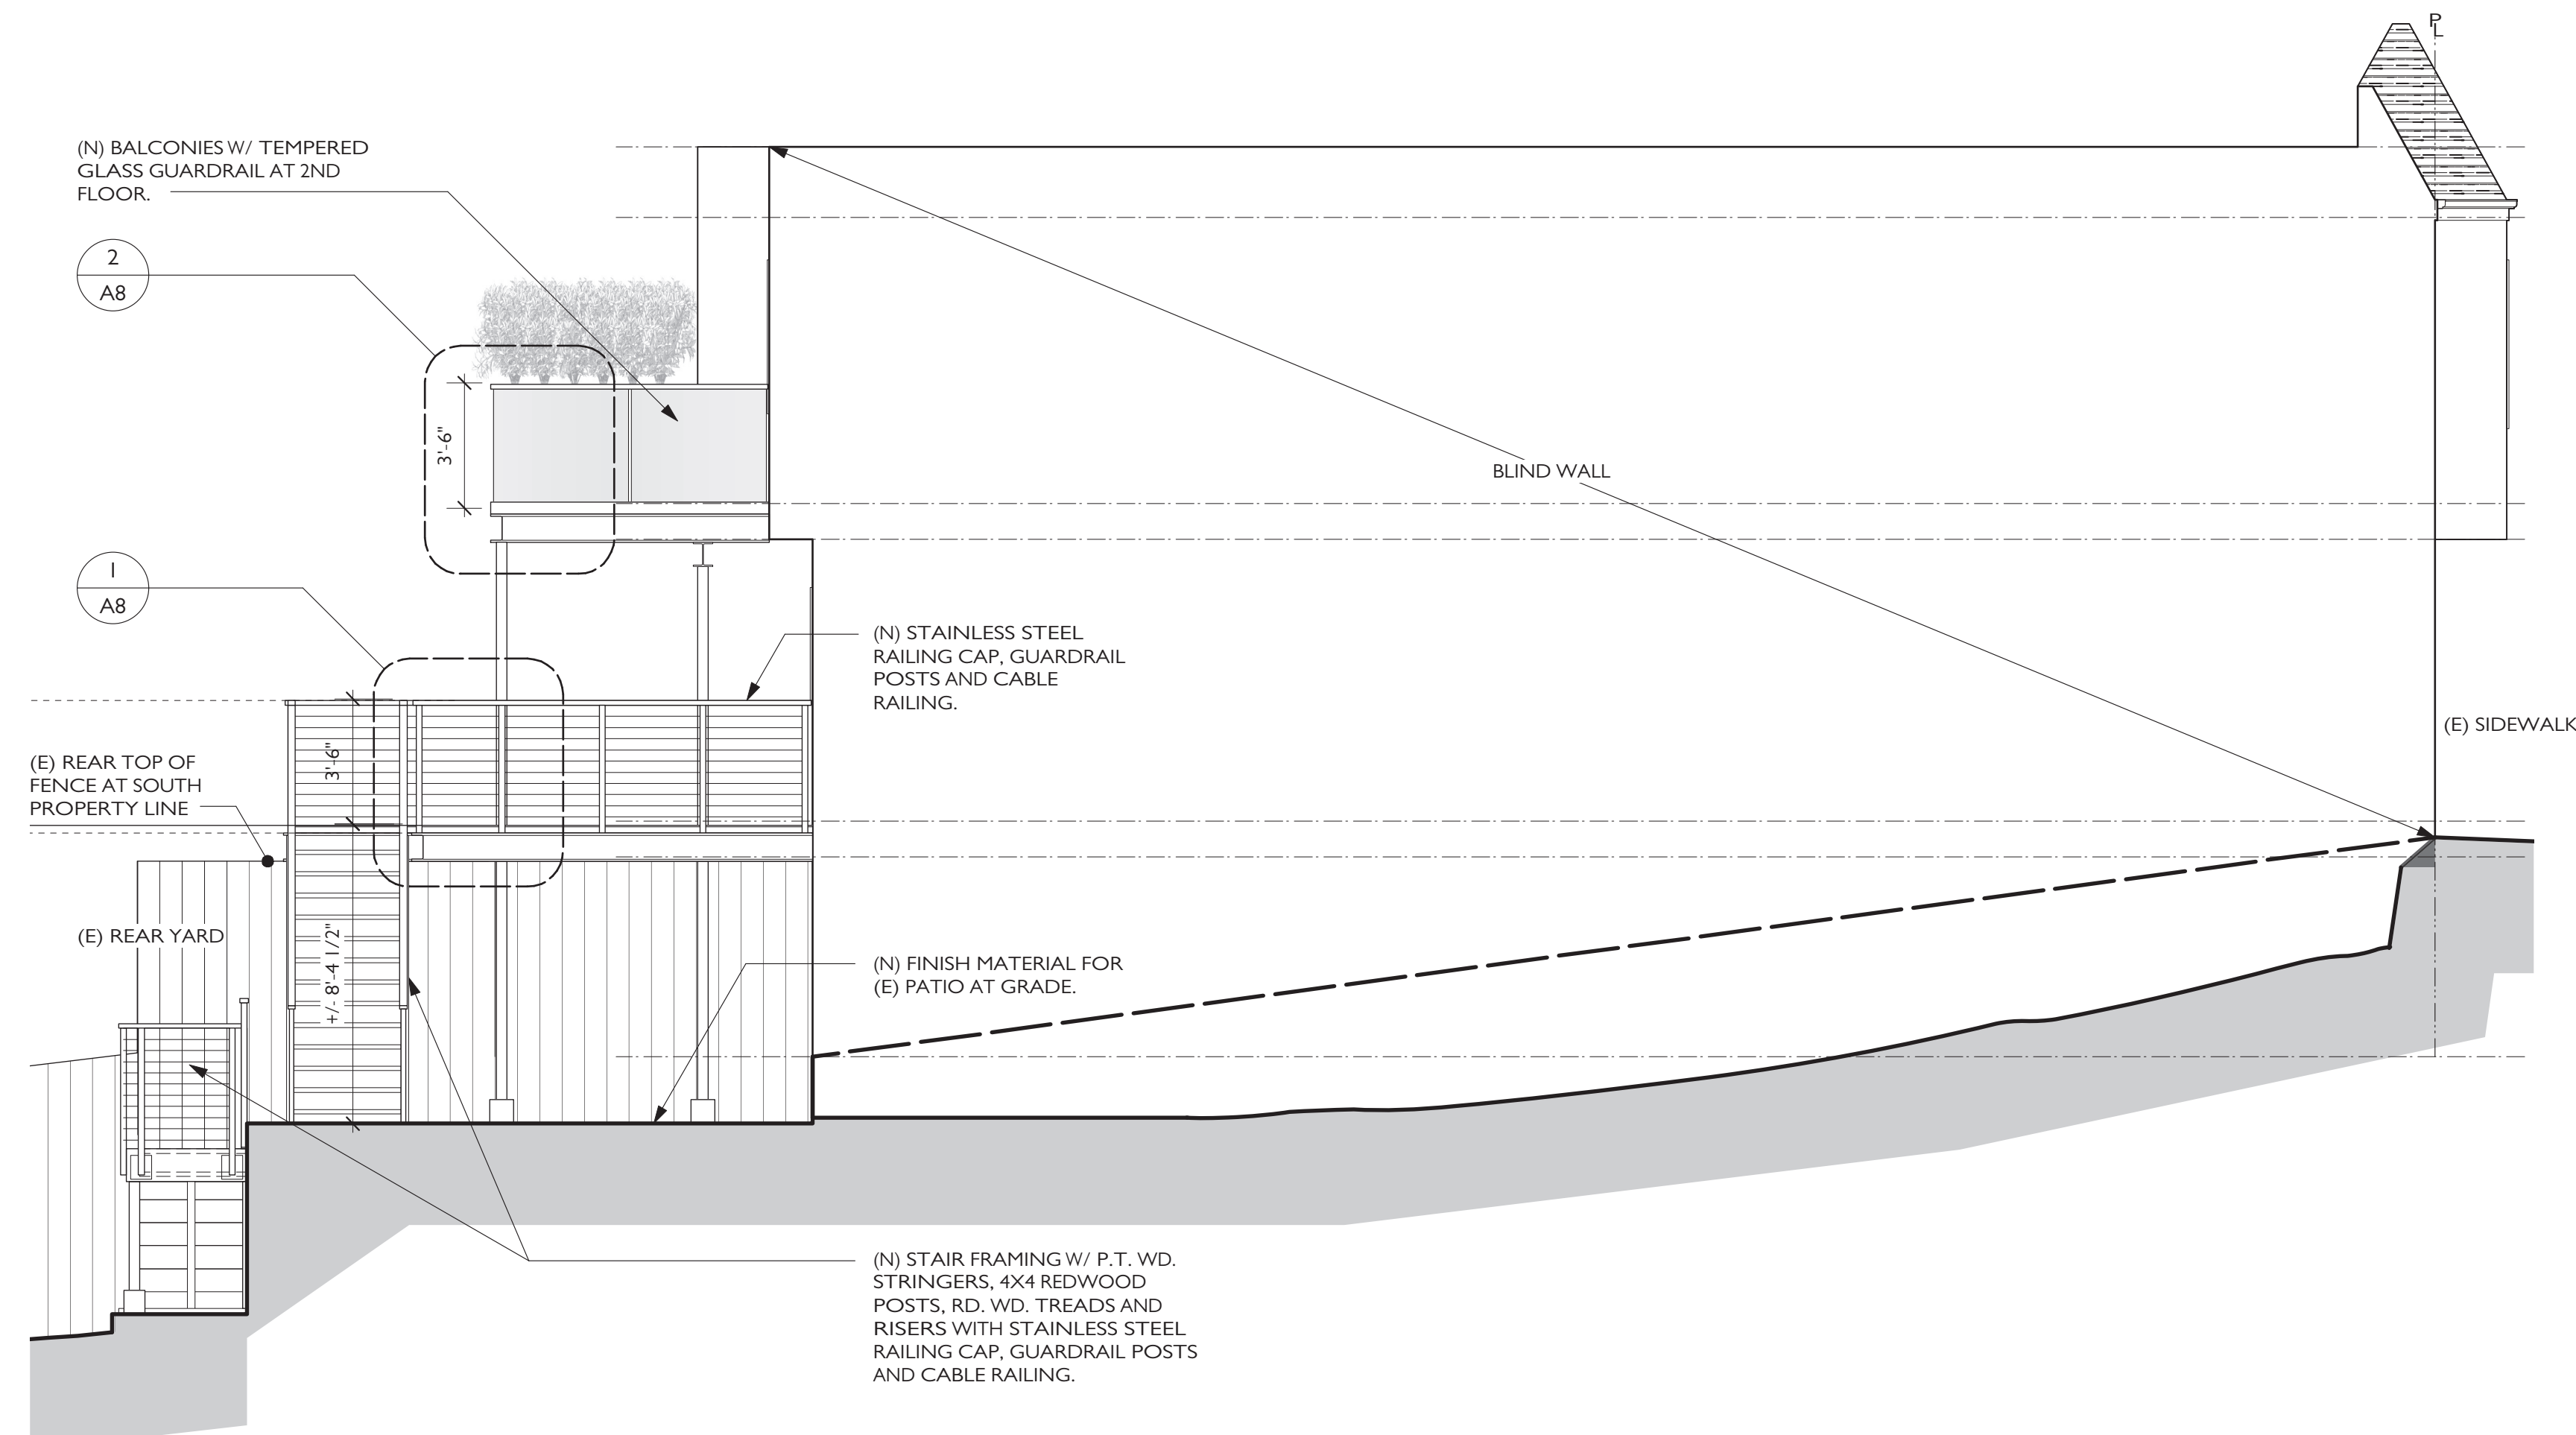 PL
(N) BALCONIES W/ TEMPERED
GLASS GUARDRAIL AT 2ND
FLOOR.
2
A8
3'-6"
BLIND WALL
1
A8
(N) STAINLESS STEEL
RAILING CAP, GUARDRAIL
POSTS AND CABLE
RAILING.
(E) SIDEWALK
3'-6"
(E) REAR TOP OF
FENCE AT SOUTH
PROPERTY LINE
(E) REAR YARD
+/- 8'-4 1/2"
(N) FINISH MATERIAL FOR
(E) PATIO AT GRADE.
(N) STAIR FRAMING W/ P.T. WD.
STRINGERS, 4X4 REDWOOD
POSTS, RD. WD. TREADS AND
RISERS WITH STAINLESS STEEL
RAILING CAP, GUARDRAIL POSTS
AND CABLE RAILING.